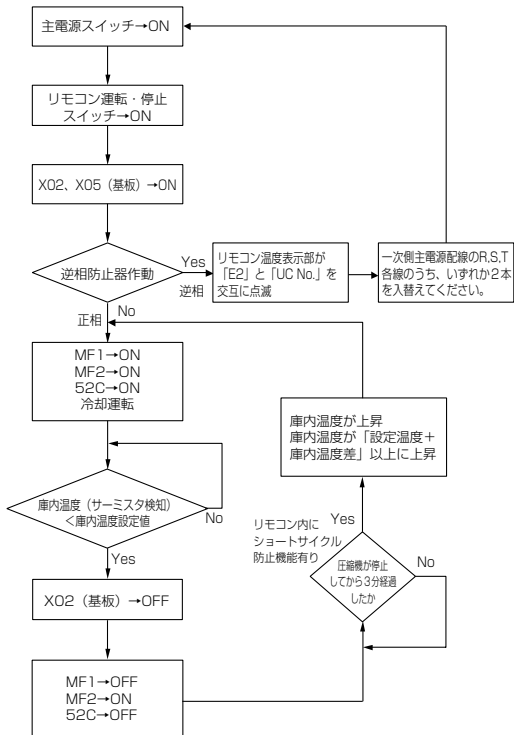 主電源スイッチ→ON
リモコン運転・停止
スイッチ→ON
X02、X05（基板）→ON
逆相防止器作動
Yes
逆相
リモコン温度表示部が
「E2」と「UC No.」を
交互に点滅
一次側主電源配線のR,S,T
各線のうち、いずれか2本
を入替えてください。
正相
No
MF1→ON
MF2→ON
52C→ON
冷却運転
庫内温度（サーミスタ検知）
＜庫内温度設定値
No
Yes
X02（基板）→OFF
MF1→OFF
MF2→ON
52C→OFF
庫内温度が上昇
庫内温度が「設定温度＋
庫内温度差」以上に上昇
リモコン内に
ショートサイクル
防止機能有り
Yes
圧縮機が停止
してから3分経過
したか
No